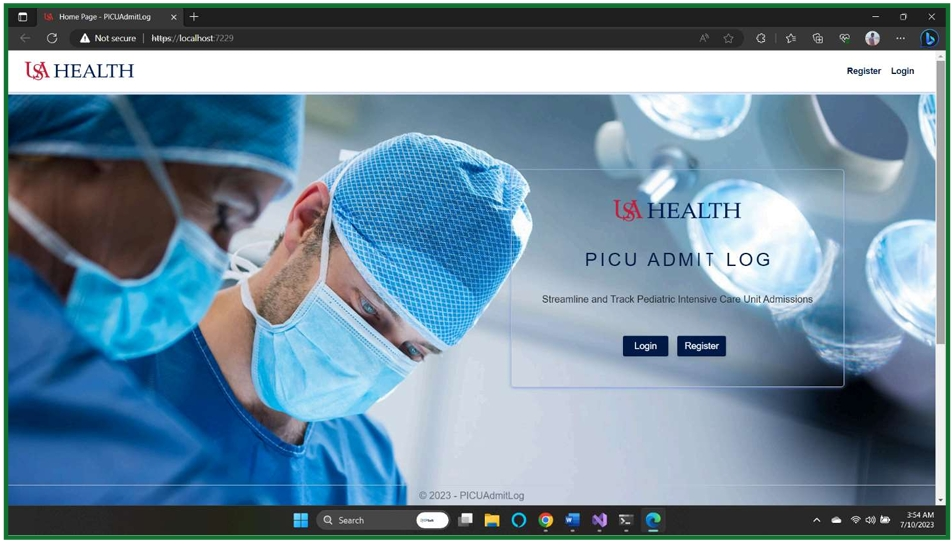 Home Page - PICUAdmitLog
Not secure https://localhost:7229
USA HEALTH
Register Login
USA HEALTH
PICU ADMIT LOG
Streamline and Track Pediatric Intensive Care Unit Admissions
Login Register
© 2023 - PICUAdmitLog
Search
3:54 AM
7/10/2023